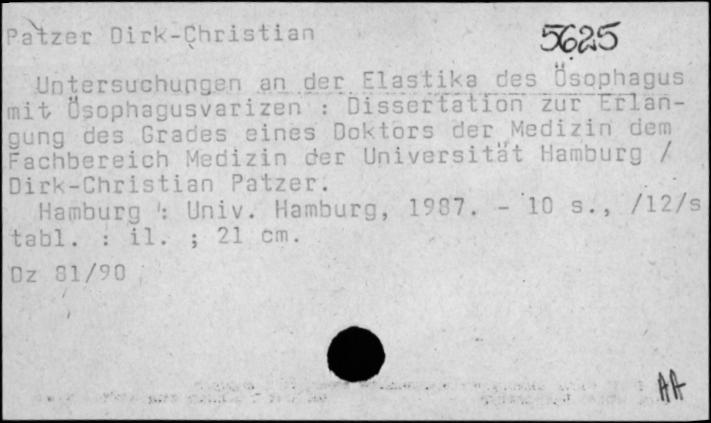 Patzer Dirk-Christian 5625
Untersuchungen an der Elastika des Ösophagus
mit Ösophagusvarizen : Dissertation zur Erlan-
gung des Grades eines Doktors der Medizin dem
Fachbereich Medizin der Universität Hamburg /
Dirk-Christian Patzer.
Hamburg : Univ. Hamburg, 1987. - 10 s., /12/s
tabl. : il. ; 21 cm.
Dz 81/90
AA